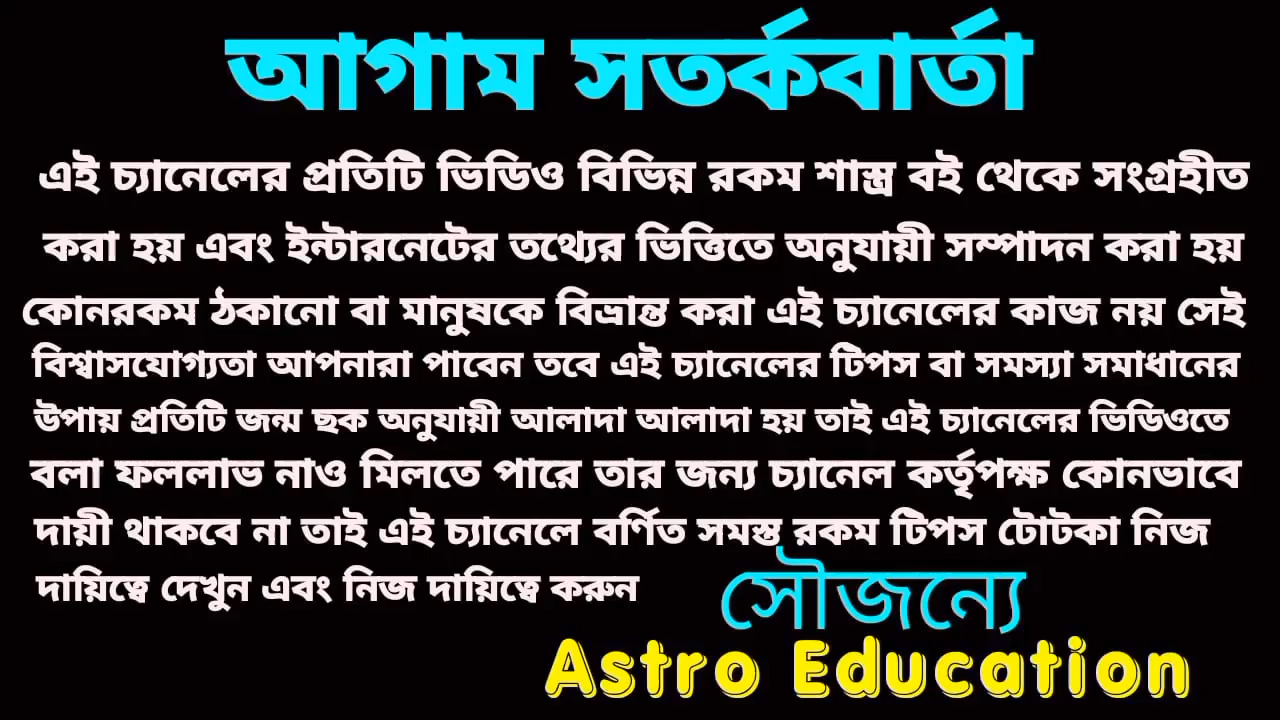 আগাম সতর্কবার্তা
এই চ্যানেলের প্রতিটি ভিডিও বিভিন্ন রকম শাস্ত্র বই থেকে সংগ্রহীত
করা হয় এবং ইন্টারনেটের তথ্যের ভিত্তিতে অনুযায়ী সম্পাদন করা হয়
কোনরকম ঠকানো বা মানুষকে বিভ্রান্ত করা এই চ্যানেলের কাজ নয় সেই
বিশ্বাসযোগ্যতা আপনারা পাবেন তবে এই চ্যানেলের টিপস বা সমস্যা সমাধানের
উপায় প্রতিটি জন্ম ছক অনুযায়ী আলাদা আলাদা হয় তাই এই চ্যানেলের ভিডিওতে
বলা ফললাভ নাও মিলতে পারে তার জন্য চ্যানেল কর্তৃপক্ষ কোনভাবে
দায়ী থাকবে না তাই এই চ্যানেলে বর্ণিত সমস্ত রকম টিপস টোটকা নিজ
দায়িত্বে দেখুন এবং নিজ দায়িত্বে করুন
সৌজন্যে
Astro Education